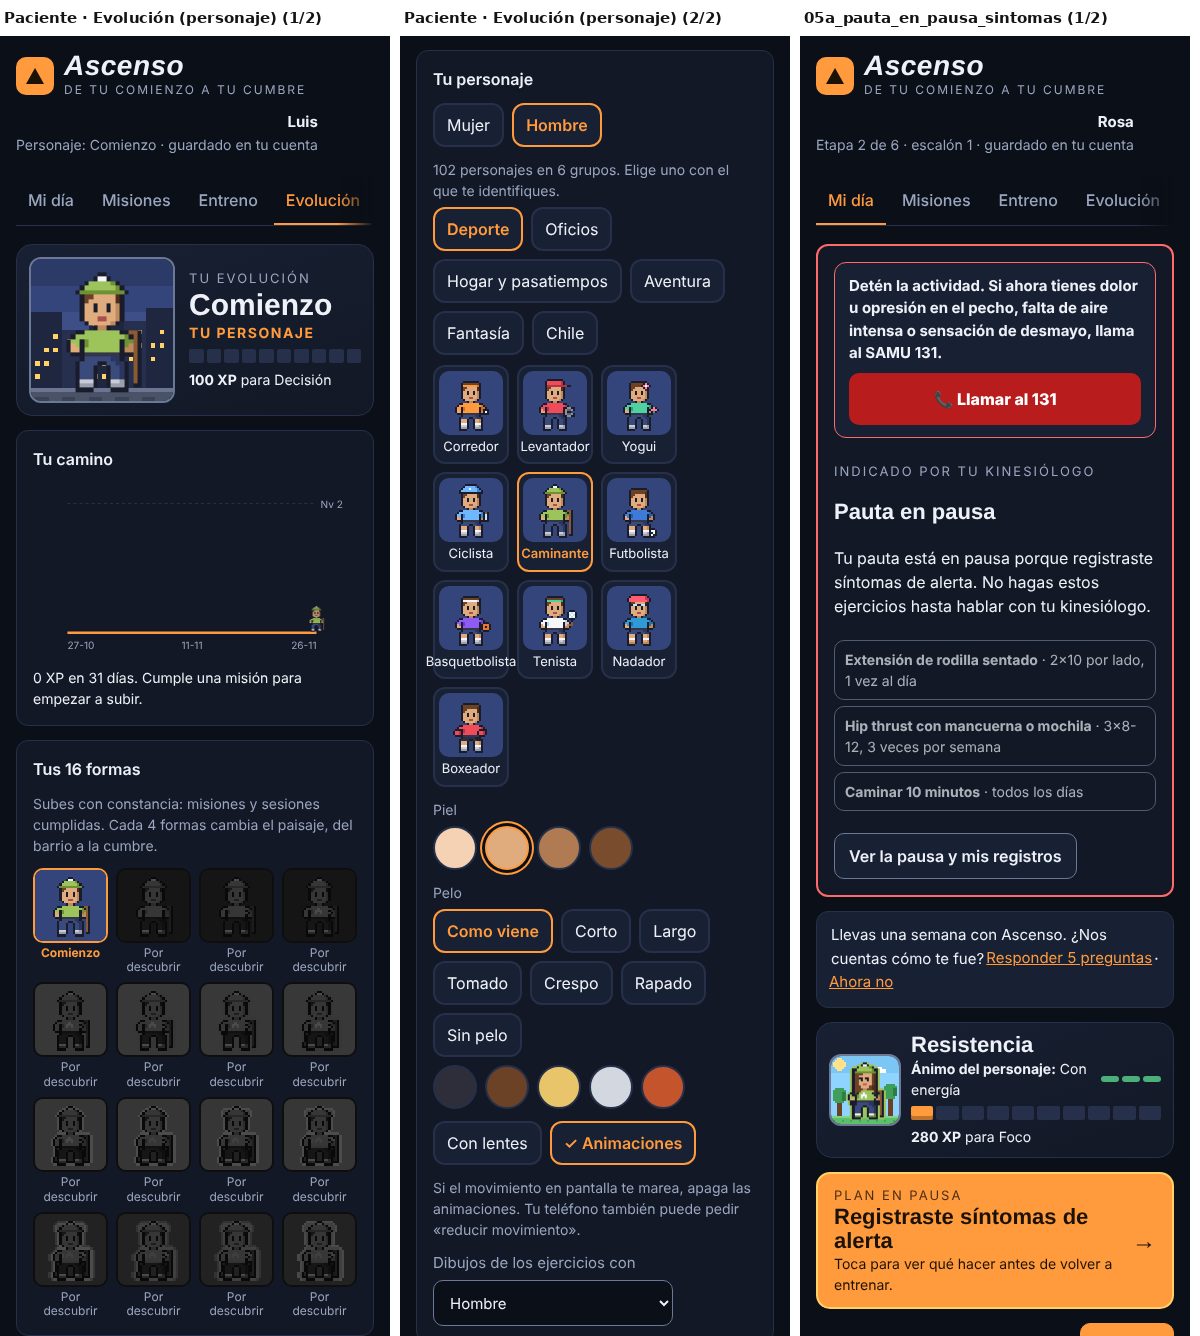 Paciente · Evolución (personaje) (1/2)
Ascenso
DE TU COMIENZO A TU CUMBRE
Luis
Personaje: Comienzo · guardado en tu cuenta
Mi día Misiones Entreno Evolución
TU EVOLUCIÓN
Comienzo
TU PERSONAJE
100 XP para Decisión
Tu camino
Nv 2
27-10 11-11 26-11
0 XP en 31 días. Cumple una misión para
empezar a subir.
Tus 16 formas
Subes con constancia: misiones y sesiones
cumplidas. Cada 4 formas cambia el paisaje, del
barrio a la cumbre.
Comienzo Por descubrir Por descubrir Por descubrir
Por descubrir Por descubrir Por descubrir Por descubrir
Por descubrir Por descubrir Por descubrir Por descubrir
Por descubrir Por descubrir Por descubrir Por descubrir
Paciente · Evolución (personaje) (2/2)
Tu personaje
Mujer Hombre
102 personajes en 6 grupos. Elige uno con el
que te identifiques.
Deporte Oficios
Hogar y pasatiempos Aventura
Fantasía Chile
Corredor Levantador Yogui
Ciclista Caminante Futbolista
Basquetbolista Tenista Nadador
Boxeador
Piel
Pelo
Como viene Corto Largo
Tomado Crespo Rapado
Sin pelo
Con lentes ✓ Animaciones
Si el movimiento en pantalla te marea, apaga las
animaciones. Tu teléfono también puede pedir
«reducir movimiento».
Dibujos de los ejercicios con
Hombre
05a_pauta_en_pausa_sintomas (1/2)
Ascenso
DE TU COMIENZO A TU CUMBRE
Rosa
Etapa 2 de 6 · escalón 1 · guardado en tu cuenta
Mi día Misiones Entreno Evolución
Detén la actividad. Si ahora tienes dolor
u opresión en el pecho, falta de aire
intensa o sensación de desmayo, llama
al SAMU 131.
📞 Llamar al 131
INDICADO POR TU KINESIÓLOGO
Pauta en pausa
Tu pauta está en pausa porque registraste
síntomas de alerta. No hagas estos
ejercicios hasta hablar con tu kinesiólogo.
Extensión de rodilla sentado · 2×10 por lado,
1 vez al día
Hip thrust con mancuerna o mochila · 3×8-
12, 3 veces por semana
Caminar 10 minutos · todos los días
Ver la pausa y mis registros
Llevas una semana con Ascenso. ¿Nos
cuentas cómo te fue? Responder 5 preguntas ·
Ahora no
Resistencia
Ánimo del personaje: Con
energía
280 XP para Foco
PLAN EN PAUSA
Registraste síntomas de
alerta →
Toca para ver qué hacer antes de volver a
entrenar.